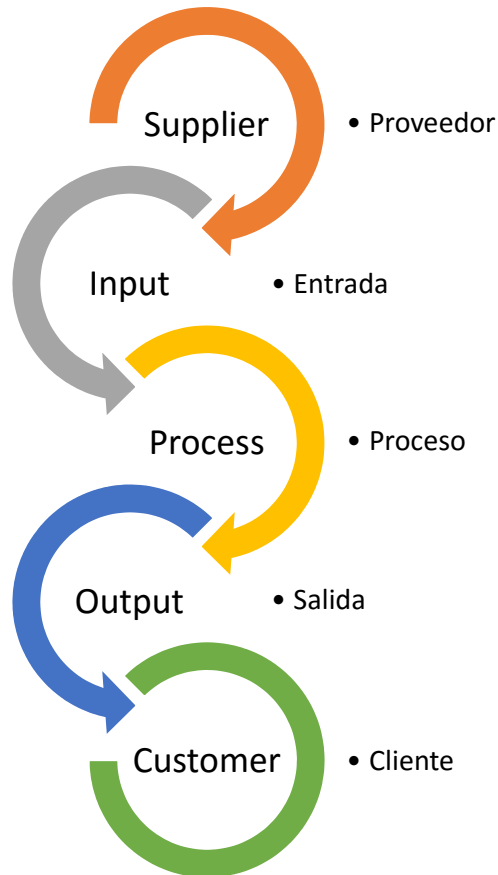 Supplier
• Proveedor
Input
• Entrada
Process
• Proceso
Output
• Salida
Customer
• Cliente